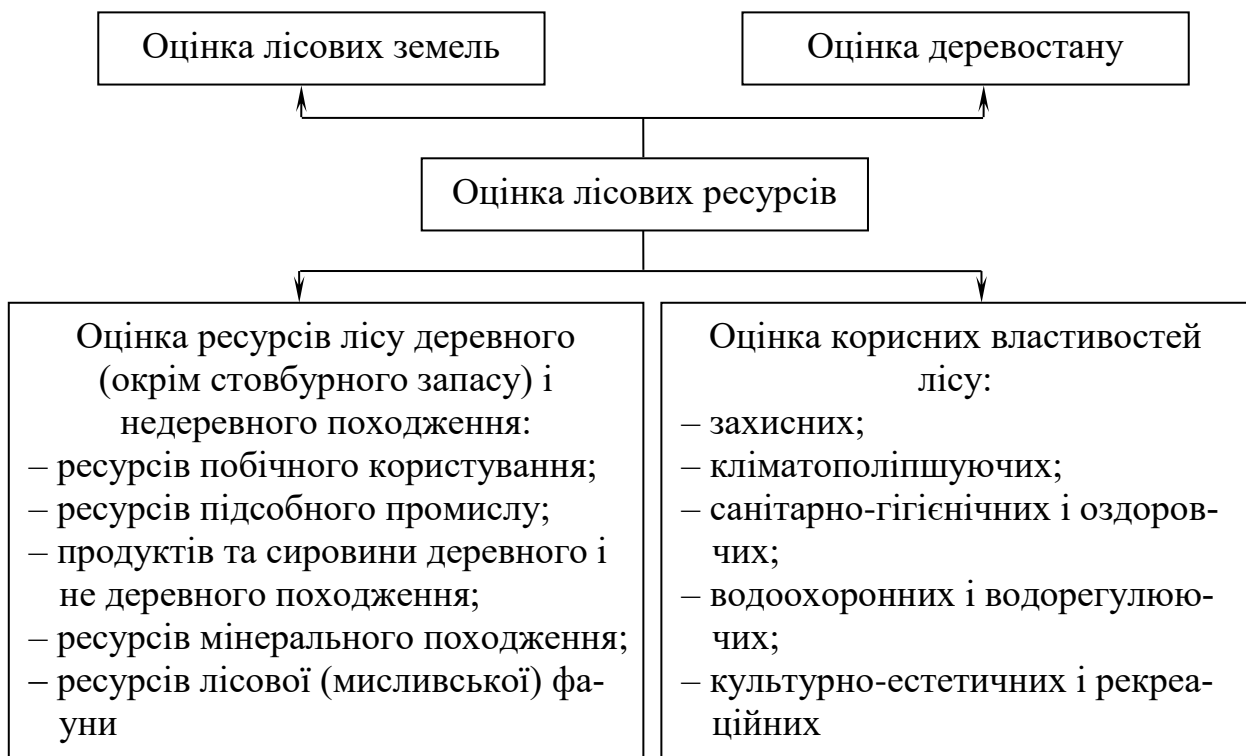 Оцінка лісових земель
Оцінка деревостану
Оцінка лісових ресурсів
Оцінка ресурсів лісу деревного
(окрім стовбурного запасу) і
недеревного походження:
– ресурсів побічного користування;
– ресурсів підсобного промислу;
– продуктів та сировини деревного і
не деревного походження;
– ресурсів мінерального походження;
– ресурсів лісової (мисливської) фа-
уни
Оцінка корисних властивостей
лісу:
– захисних;
– кліматополіпшуючих;
– санітарно-гігієнічних і оздоров-
чих;
– водоохоронних і водорегулюю-
чих;
– культурно-естетичних і рекреа-
ційних